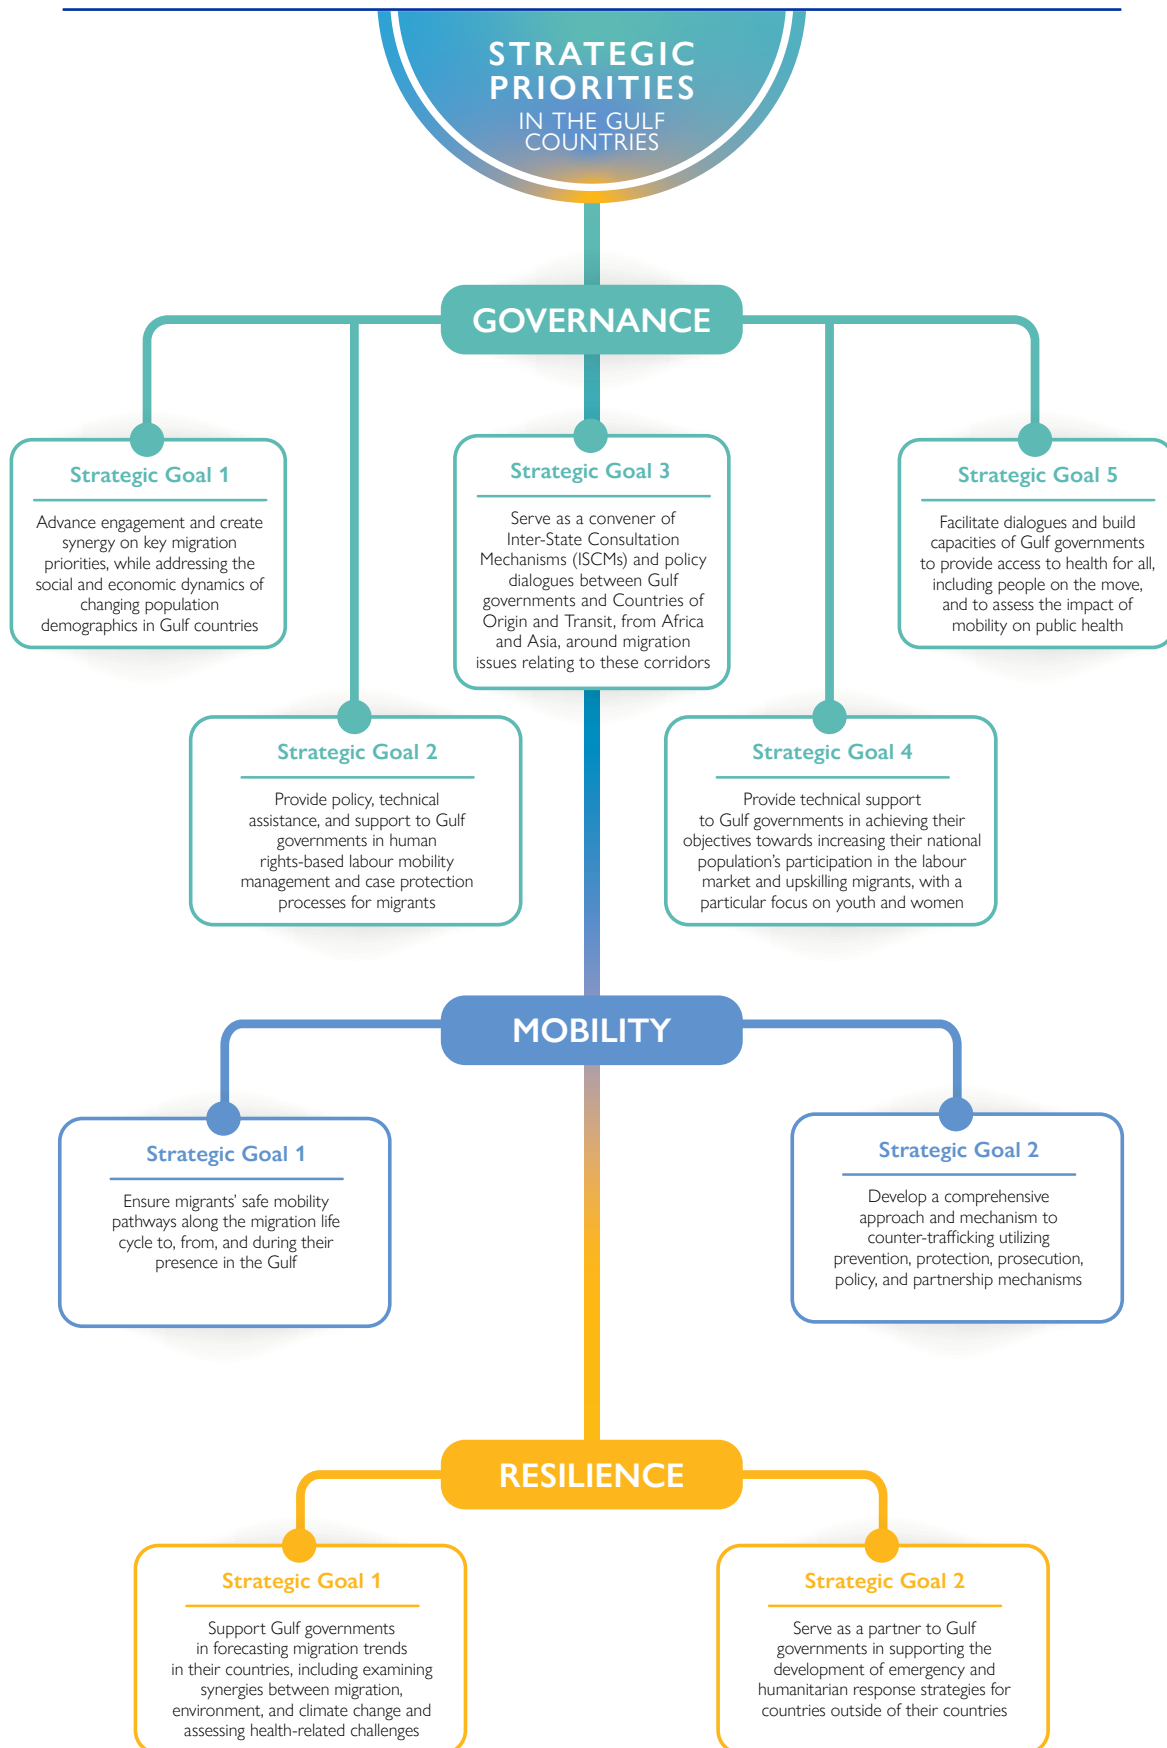 STRATEGIC
PRIORITIES
IN THE GULF
COUNTRIES
GOVERNANCE
Strategic Goal 1
Advance engagement and create
synergy on key migration
priorities, while addressing the
social and economic dynamics of
changing population
demographics in Gulf countries
Strategic Goal 2
Provide policy, technical
assistance, and support to Gulf
governments in human
rights-based labour mobility
management and case protection
processes for migrants
Strategic Goal 3
Serve as a convener of
Inter-State Consultation
Mechanisms (ISCMs) and policy
dialogues between Gulf
governments and Countries of
Origin and Transit, from Africa
and Asia, around migration
issues relating to these corridors
Strategic Goal 4
Provide technical support
to Gulf governments in achieving their
objectives towards increasing their national
population's participation in the labour
market and upskilling migrants, with a
particular focus on youth and women
Strategic Goal 5
Facilitate dialogues and build
capacities of Gulf governments
to provide access to health for all,
including people on the move,
and to assess the impact of
mobility on public health
MOBILITY
Strategic Goal 1
Ensure migrants' safe mobility
pathways along the migration life
cycle to, from, and during their
presence in the Gulf
Strategic Goal 2
Develop a comprehensive
approach and mechanism to
counter-trafficking utilizing
prevention, protection, prosecution,
policy, and partnership mechanisms
RESILIENCE
Strategic Goal 1
Support Gulf governments
in forecasting migration trends
in their countries, including examining
synergies between migration,
environment, and climate change and
assessing health-related challenges
Strategic Goal 2
Serve as a partner to Gulf
governments in supporting the
development of emergency and
humanitarian response strategies for
countries outside of their countries